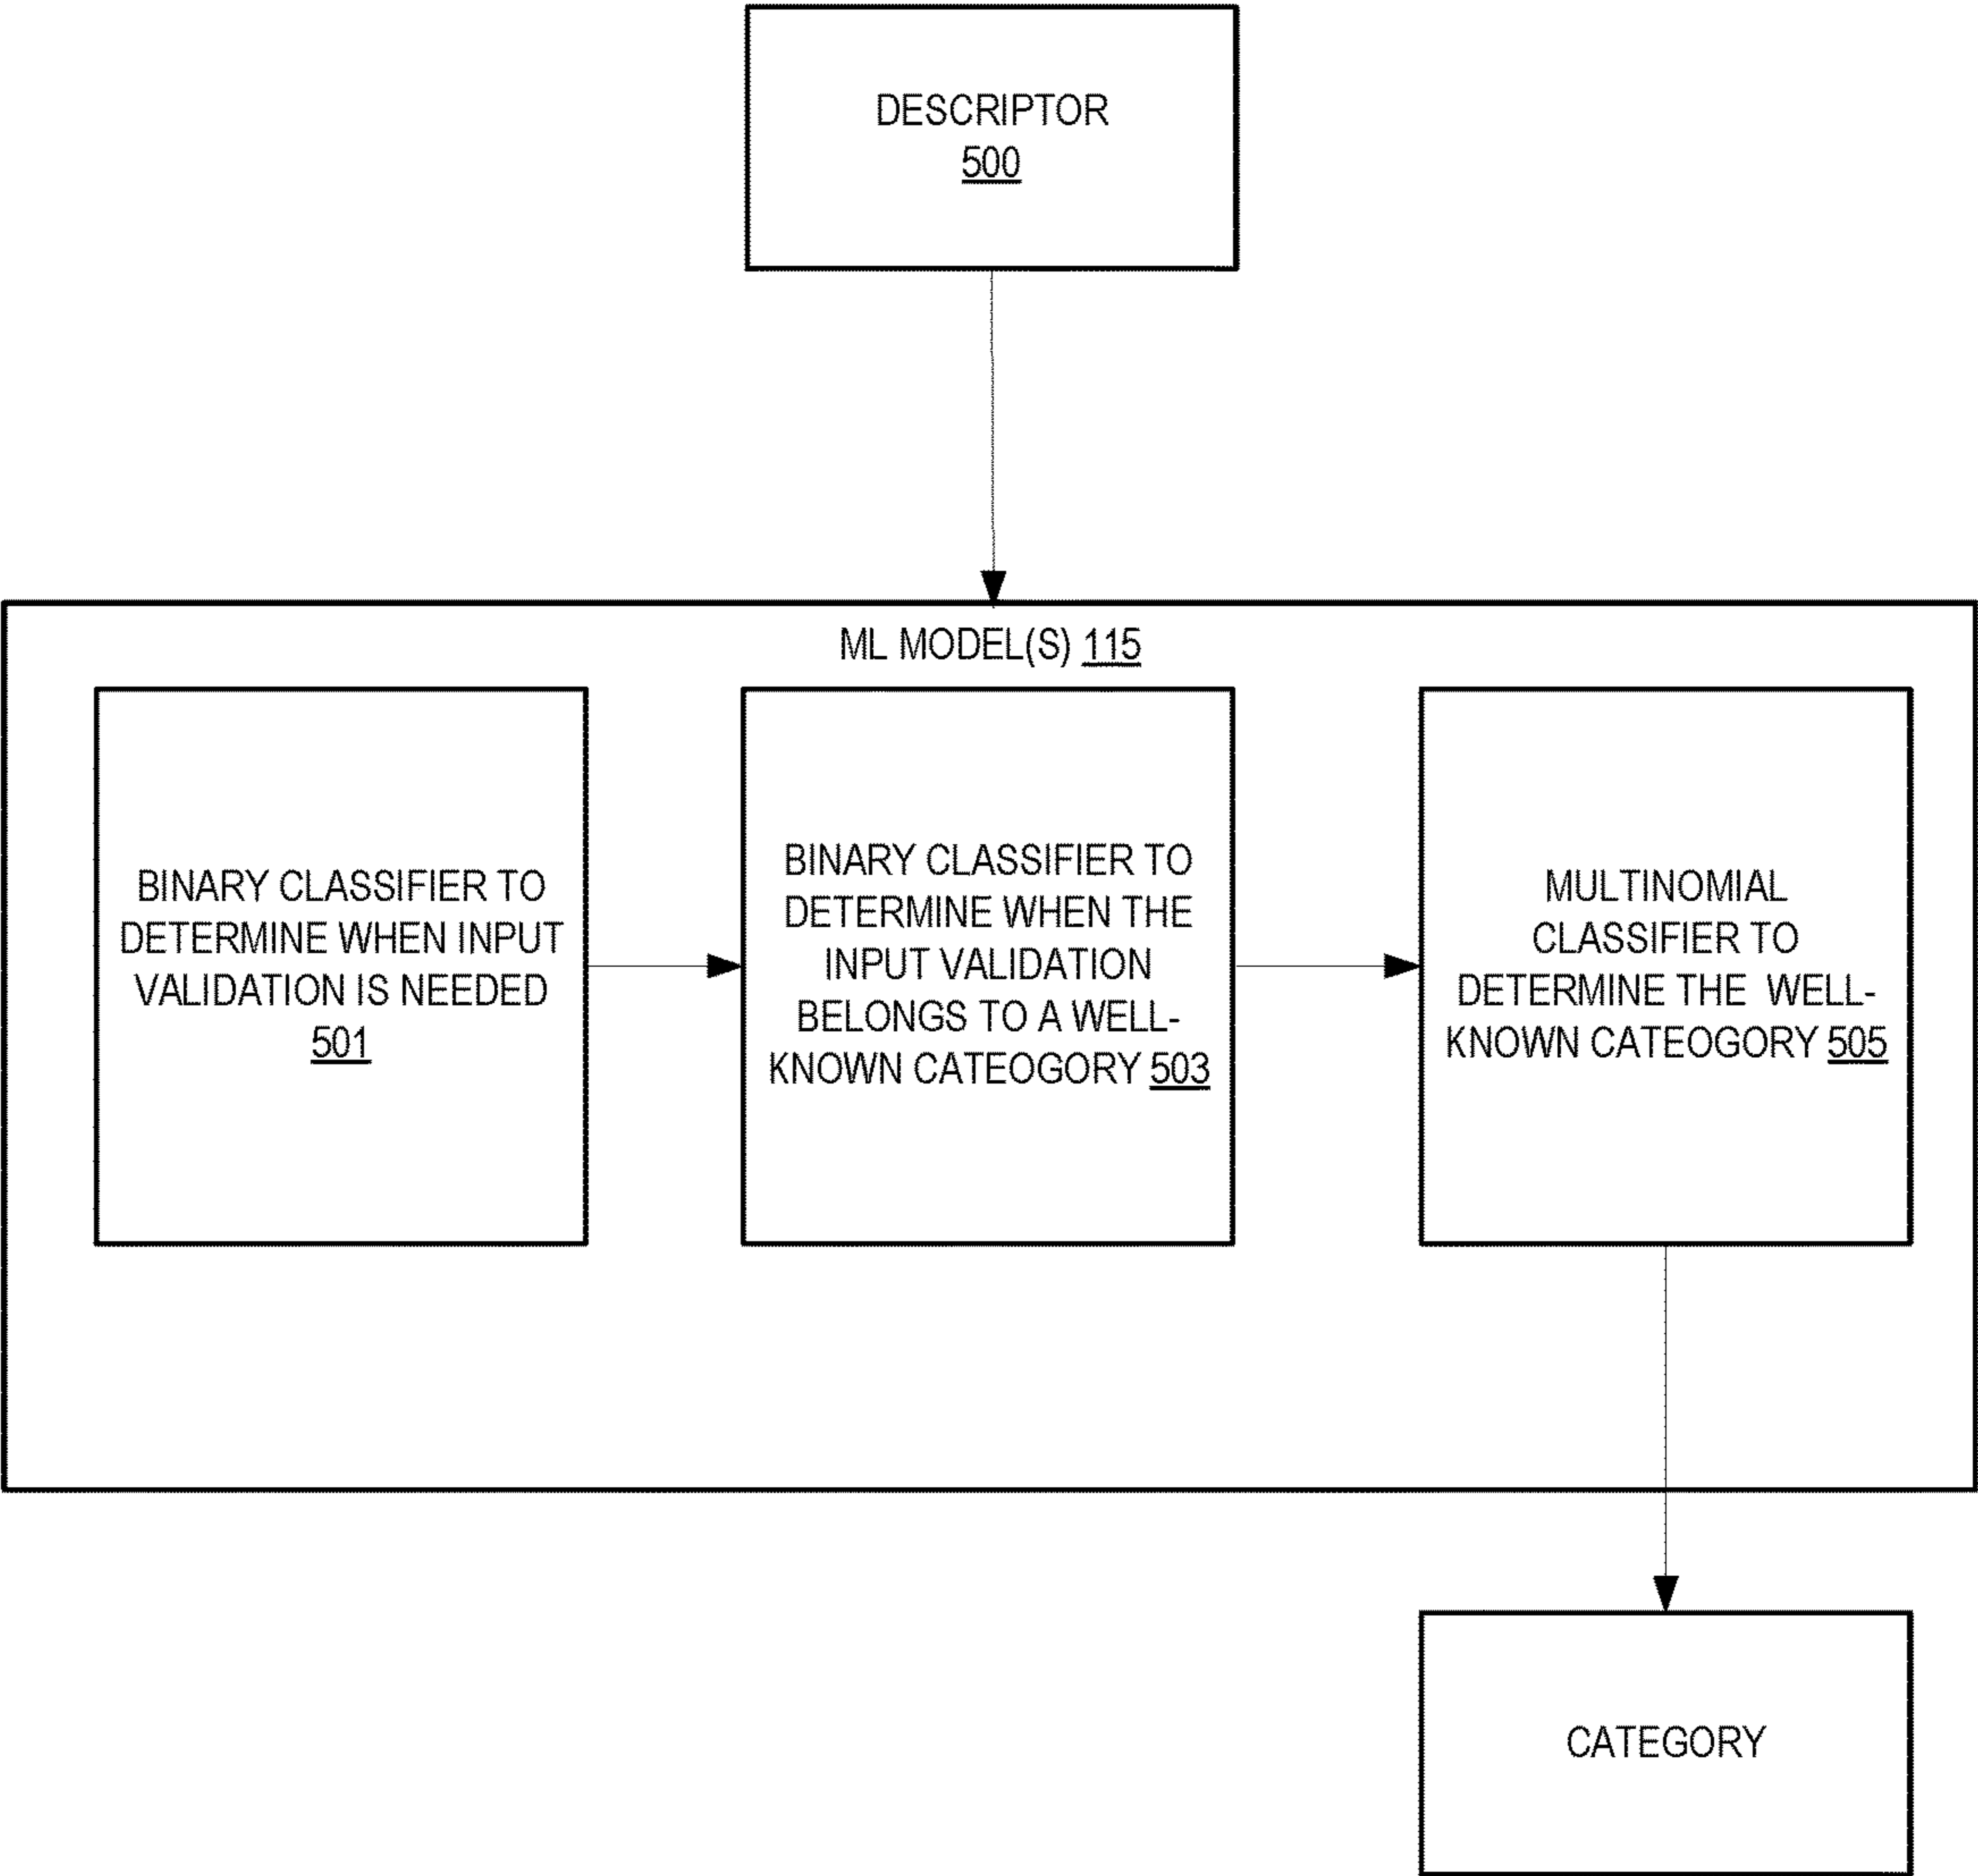 DESCRIPTOR
500
ML MODEL(S) 115
BINARY CLASSIFIER TO
DETERMINE WHEN INPUT
VALIDATION IS NEEDED
501
BINARY CLASSIFIER TO
DETERMINE WHEN THE
INPUT VALIDATION
BELONGS TO A WELL-
KNOWN CATEOGORY 503
MULTINOMIAL
CLASSIFIER TO
DETERMINE THE WELL-
KNOWN CATEOGORY 505
CATEGORY